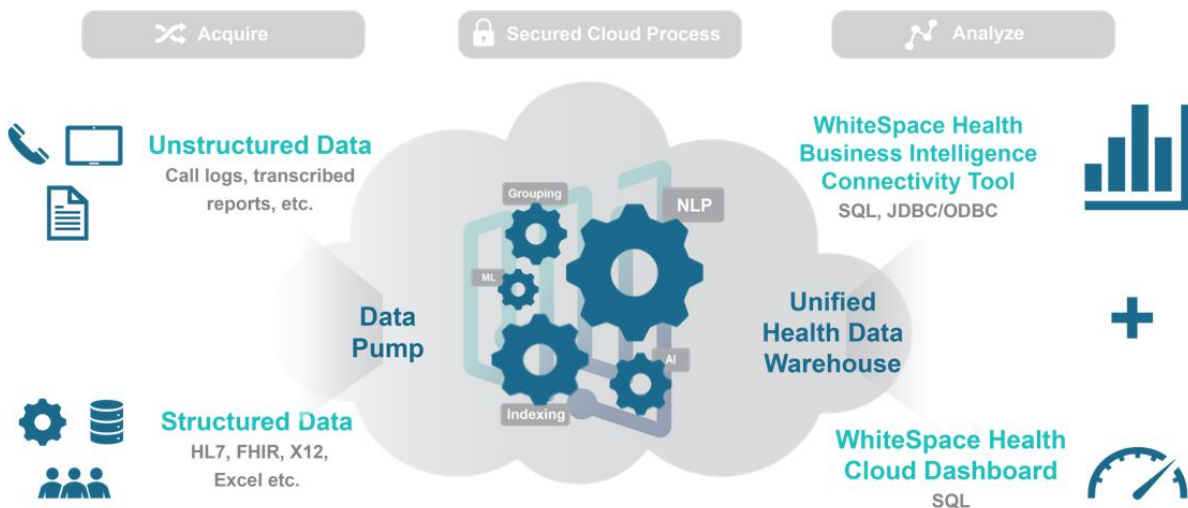 Acquire
Secured Cloud Process
Analyze
Unstructured Data
Call logs, transcribed
reports, etc.
Structured Data
HL7, FHIR, X12,
Excel etc.
Data
Pump
Grouping
NLP
ML
AI
Indexing
Unified
Health Data
Warehouse
WhiteSpace Health
Business Intelligence
Connectivity Tool
SQL, JDBC/ODBC
WhiteSpace Health
Cloud Dashboard
SQL